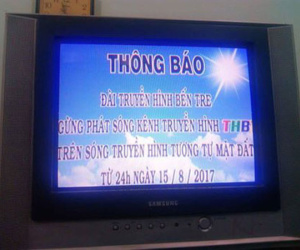 THÔNG BÁO
ĐÀI TRUYỀN HÌNH BẾN TRE
GỪNG PHÁT SÓNG KÊNH TRUYỀN HÌNH THB
TRÊN SÓNG TRUYỀN HÌNH TƯƠNG TỰ MẶT ĐẤT
TỪ 24h NGÀY 15 / 8 / 2017
SAMSUNG